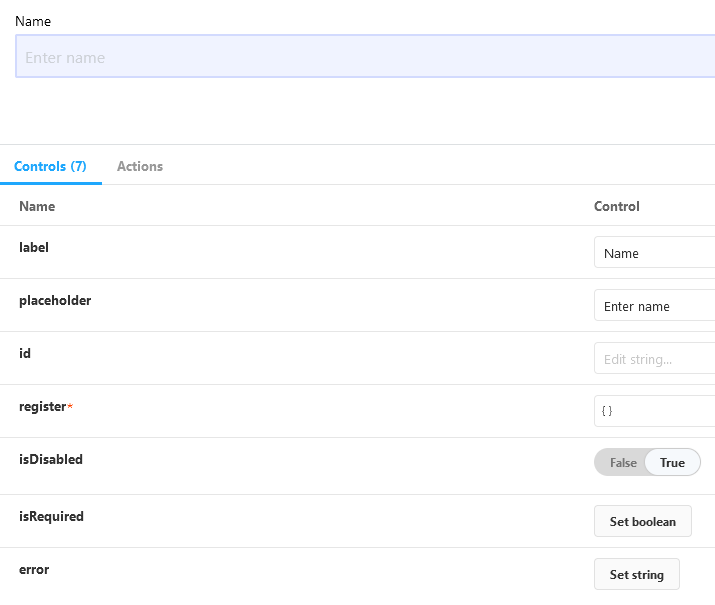 Name
Enter name
Controls (7) Actions
Name Control
label Name
placeholder Enter name
id Edit string...
register* { }
isDisabled False True
isRequired Set boolean
error Set string